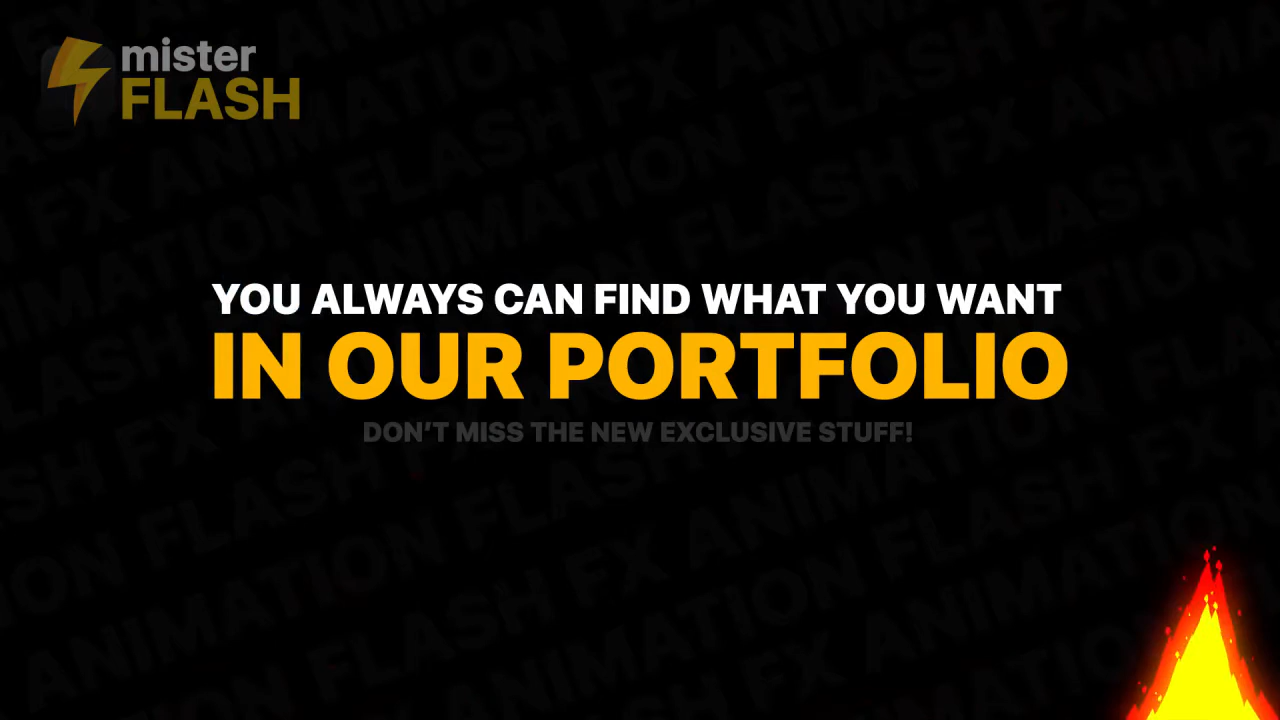 mister
FLASH
YOU ALWAYS CAN FIND WHAT YOU WANT
IN OUR PORTFOLIO
DON'T MISS THE NEW EXCLUSIVE STUFF!